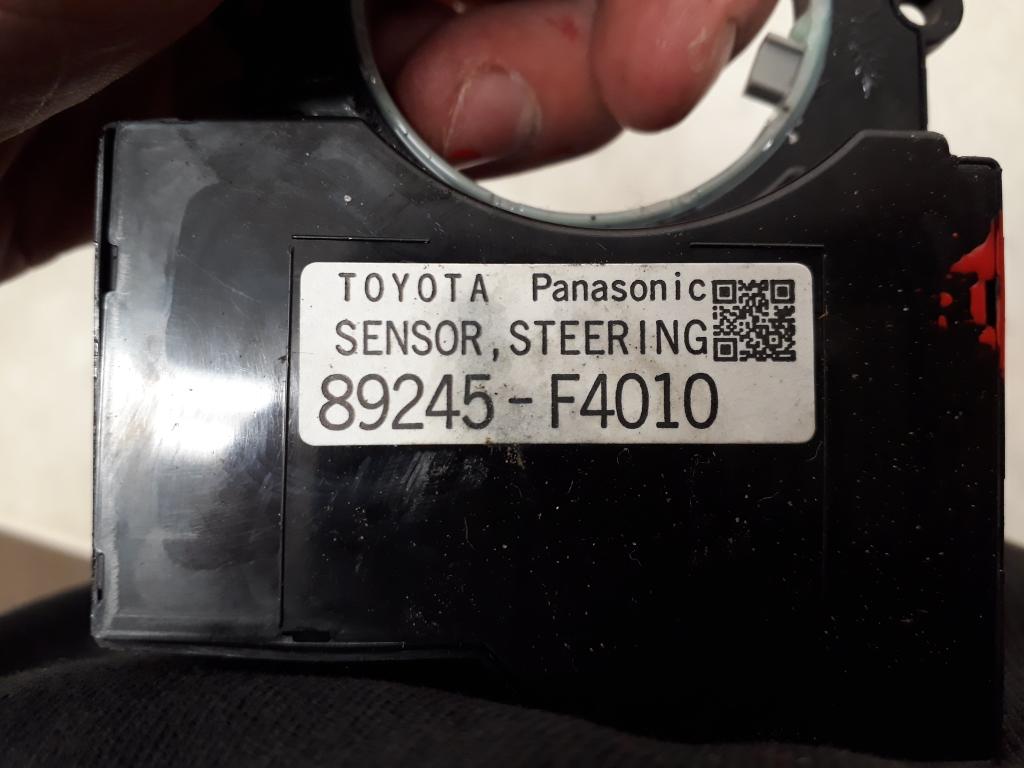 TOYOTA Panasonic
SENSOR, STEERING
89245-F4010